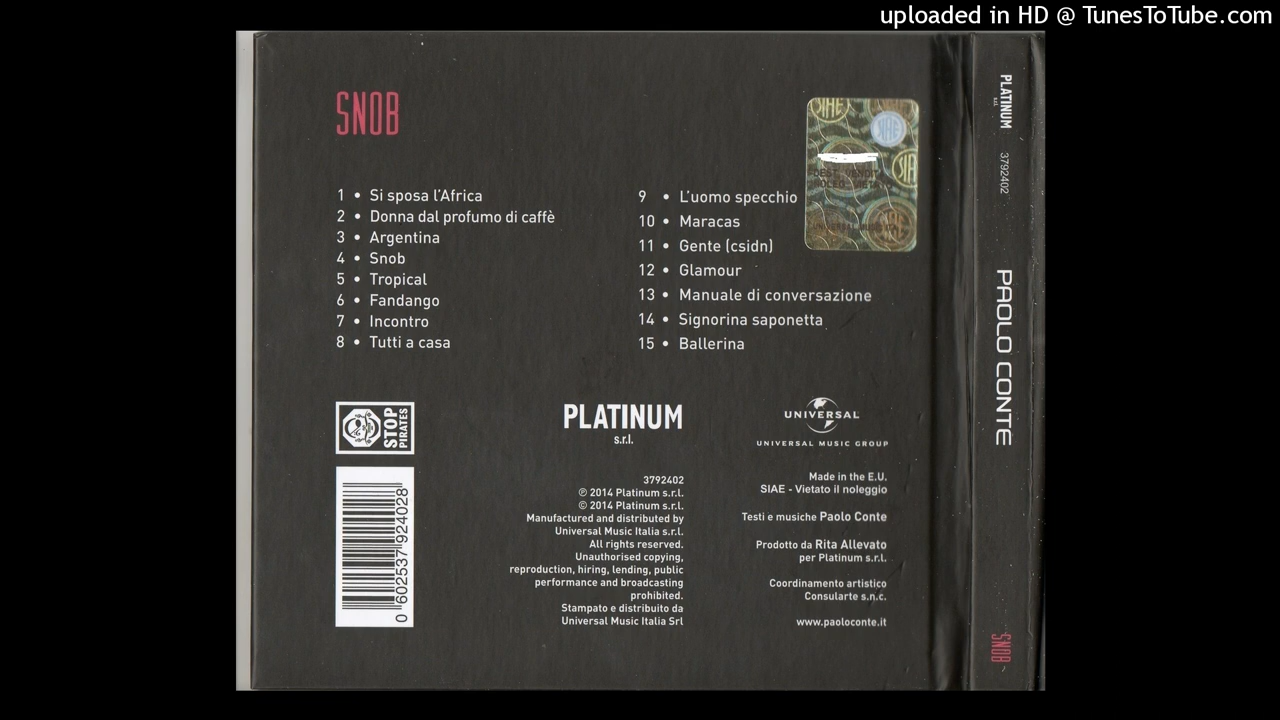 uploaded in HD @ TunesToTube.com
SNOB
1 • Si sposa l'Africa
2 • Donna dal profumo di caffè
3 • Argentina
4 • Snob
5 • Tropical
6 • Fandango
7 • Incontro
8 • Tutti a casa
9 • L'uomo specchio
10 • Maracas
11 • Gente (csidn)
12 • Glamour
13 • Manuale di conversazione
14 • Signorina saponetta
15 • Ballerina
STOP
PIRATES
0 602537 924028
PLATINUM
s.r.l.
3792402
℗ 2014 Platinum s.r.l.
© 2014 Platinum s.r.l.
Manufactured and distributed by
Universal Music Italia s.r.l.
All rights reserved.
Unauthorised copying,
reproduction, hiring, lending, public
performance and broadcasting
prohibited.
Stampato e distribuito da
Universal Music Italia Srl
UNIVERSAL
UNIVERSAL MUSIC GROUP
Made in the E.U.
SIAE - Vietato il noleggio
Testi e musiche Paolo Conte
Prodotto da Rita Allevato
per Platinum s.r.l.
Coordinamento artistico
Consularte s.n.c.
www.paoloconte.it
SIAE
PLATINUM
s.r.l.
3792402
PAOLO CONTE
SNOB